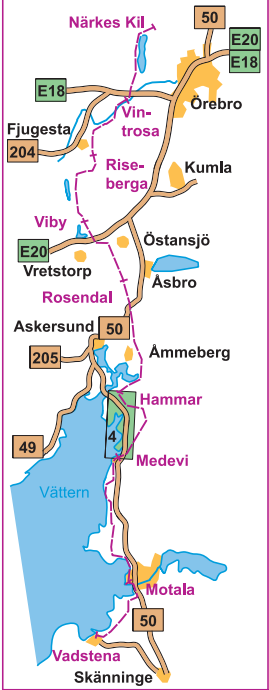 Närkes Kil
50
E20
E18
E18
Örebro
Vin-
trosa
Fjugesta
204
Rise-
berga
Kumla
Viby
Östansjö
E20
Vretstorp
Åsbro
Rosendal
Askersund
50
205
Åmmeberg
Hammar
4
49
Medevi
Vättern
Motala
50
Vadstena
Skänninge